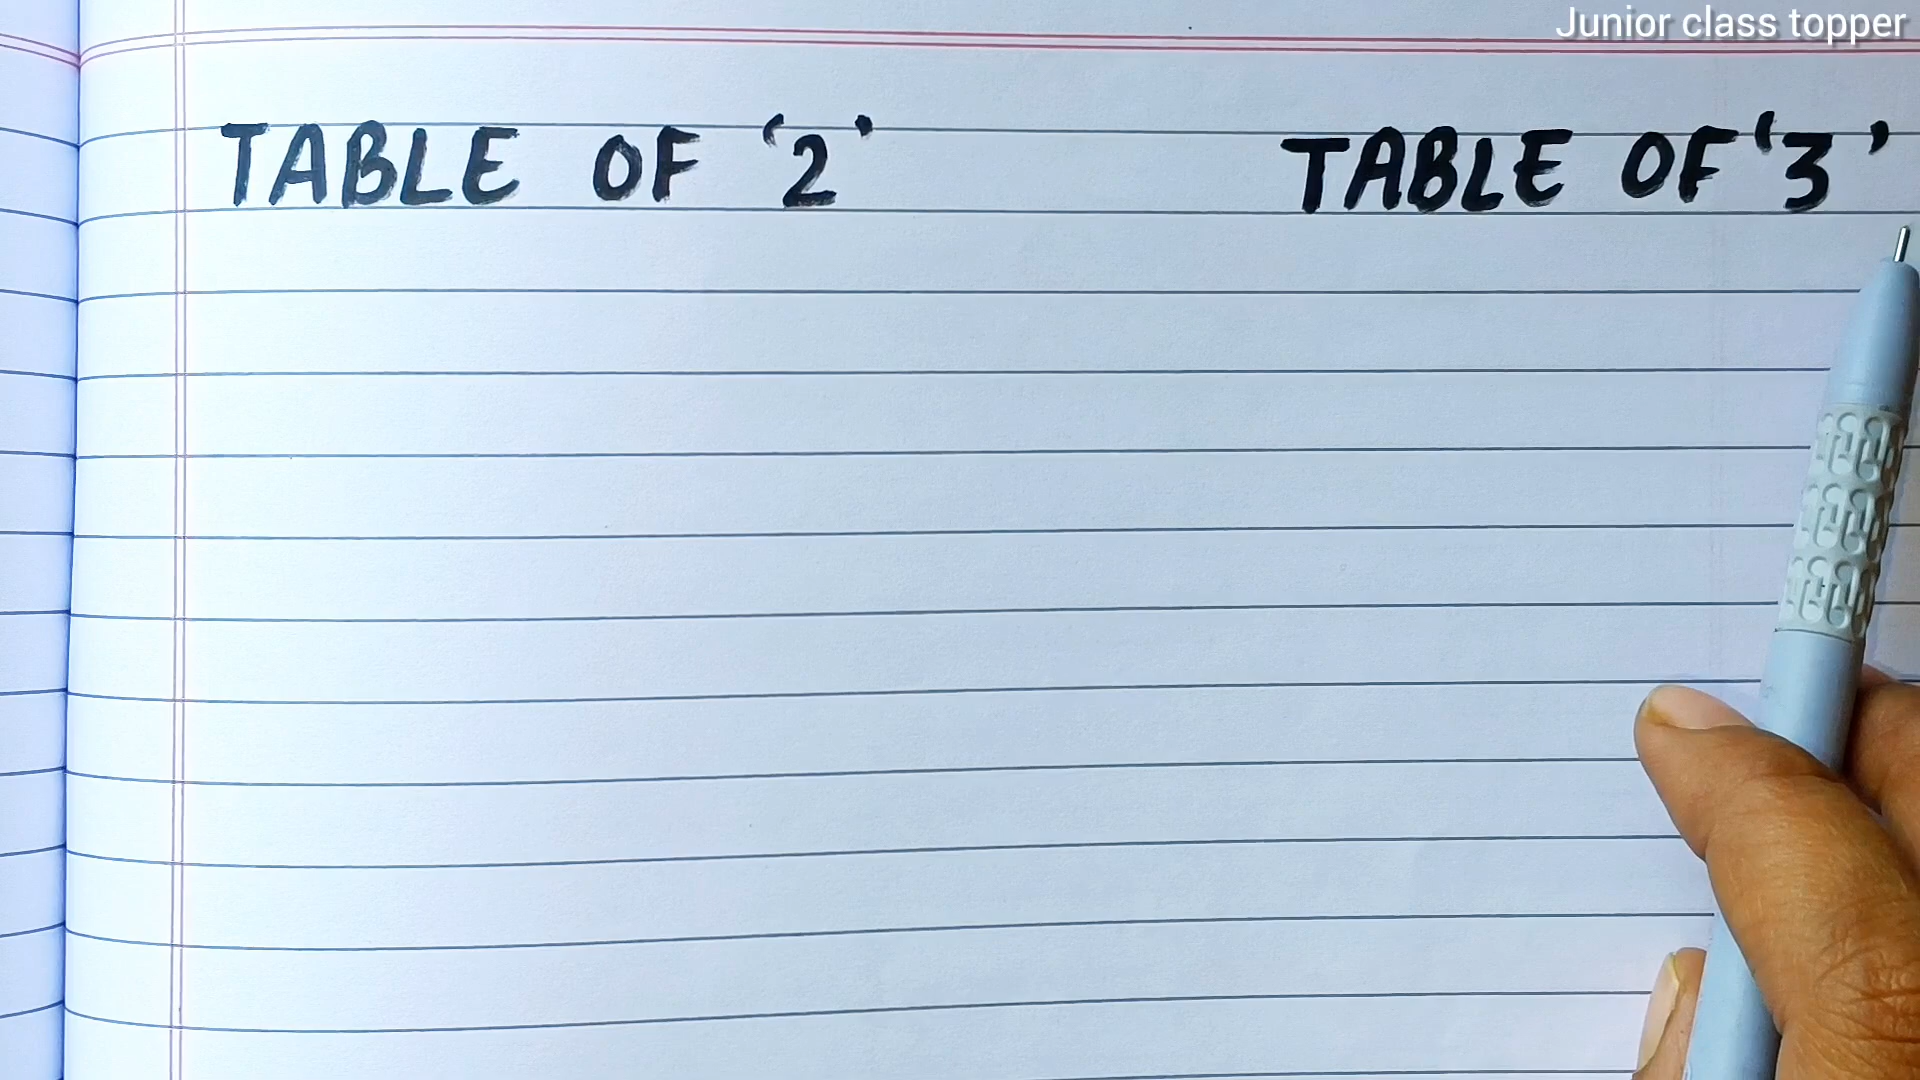 Junior class topper
TABLE OF ‘2’
TABLE OF ‘3’